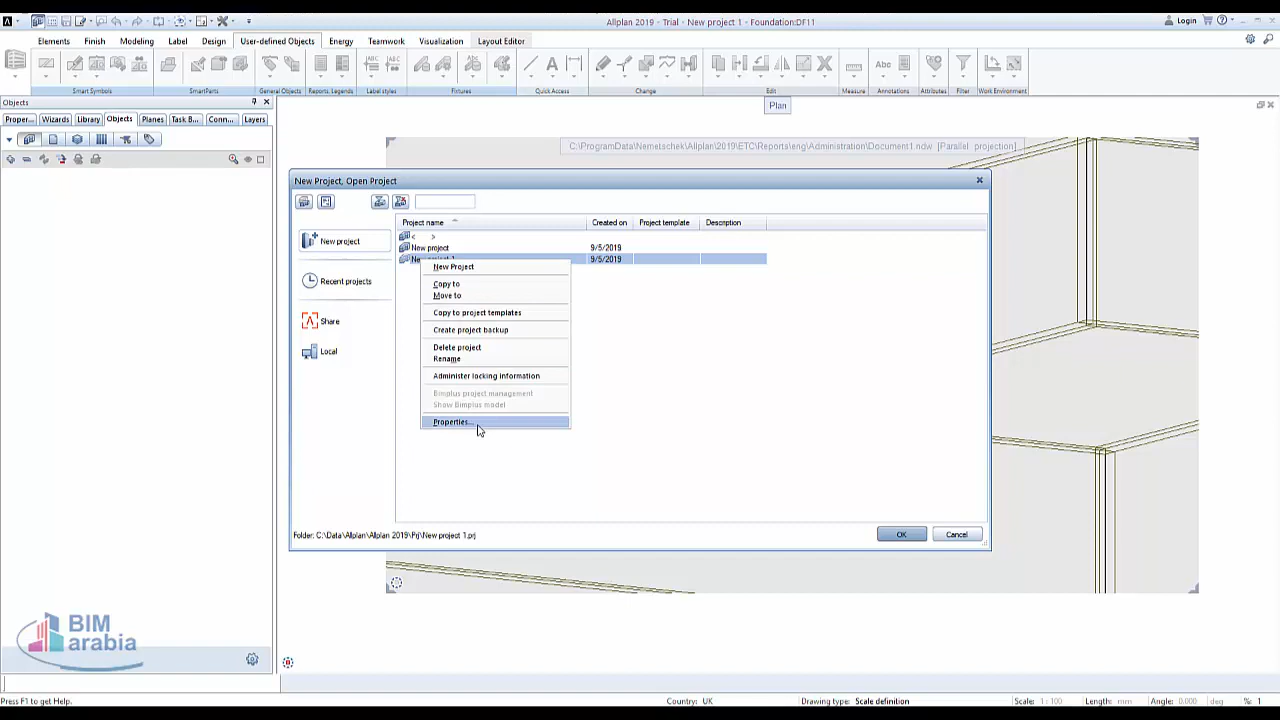 Allplan 2019 - Trial - New project 1 - Foundation:DF11
Login
Elements Finish Modeling Label Design User-defined Objects Energy Teamwork Visualization Layout Editor
Abc
Smart Symbols SmartParts General Objects Reports, Legends Label styles Fixtures Quick Access Change Edit Measure Annotations Attributes Filter Work Environment
Objects
Plan
Proper... Wizards Library Objects Planes Task B... Conn... Layers
C:\ProgramData\Nemetschek\Allplan\2019\ETC\Reports\eng\Administration\Document1.ndw [Parallel projection]
New Project, Open Project
Project name Created on Project template Description
< >
New project
New project 9/5/2019
9/5/2019
New Project
Recent projects
Copy to
Move to
Copy to project templates
Share
Create project backup
Local
Delete project
Rename
Administer locking information
Bimplus project management
Show Bimplus model
Properties...
Folder: C:\Data\Allplan\Allplan 2019\Prj\New project 1.prj
OK Cancel
BIM
arabia
Press F1 to get Help.
Country: UK Drawing type: Scale definition Scale: 1 : 100 Length: mm Angle: 0.000 deg %: 1